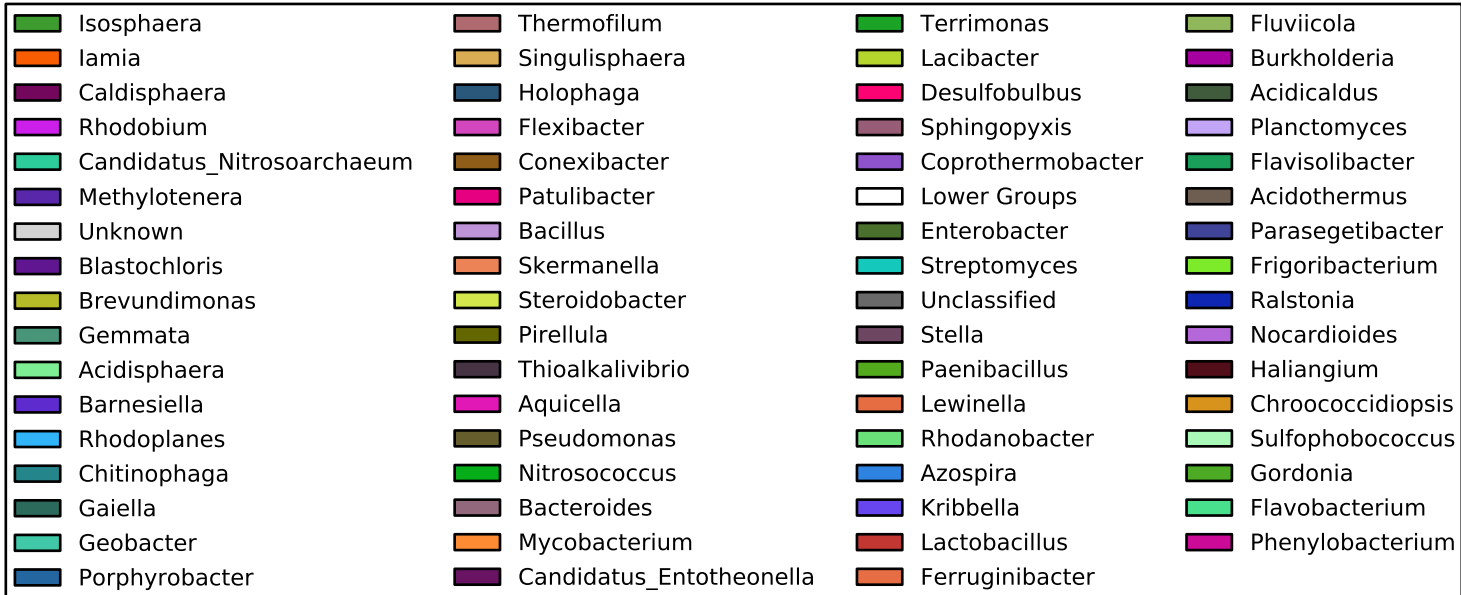 Isosphaera
Iamia
Caldisphaera
Rhodobium
Candidatus_Nitrosoarchaeum
Methylotenera
Unknown
Blastochloris
Brevundimonas
Gemmata
Acidisphaera
Barnesiella
Rhodoplanes
Chitinophaga
Gaiella
Geobacter
Porphyrobacter
Thermofilum
Singulisphaera
Holophaga
Flexibacter
Conexibacter
Patulibacter
Bacillus
Skermanella
Steroidobacter
Pirellula
Thioalkalivibrio
Aquicella
Pseudomonas
Nitrosococcus
Bacteroides
Mycobacterium
Candidatus_Entotheonella
Terrimonas
Lacibacter
Desulfobulbus
Sphingopyxis
Coprothermobacter
Lower Groups
Enterobacter
Streptomyces
Unclassified
Stella
Paenibacillus
Lewinella
Rhodanobacter
Azospira
Kribbella
Lactobacillus
Ferruginibacter
Fluviicola
Burkholderia
Acidicaldus
Planctomyces
Flavisolibacter
Acidothermus
Parasegetibacter
Frigoribacterium
Ralstonia
Nocardioides
Haliangium
Chroococcidiopsis
Sulfophobococcus
Gordonia
Flavobacterium
Phenylobacterium